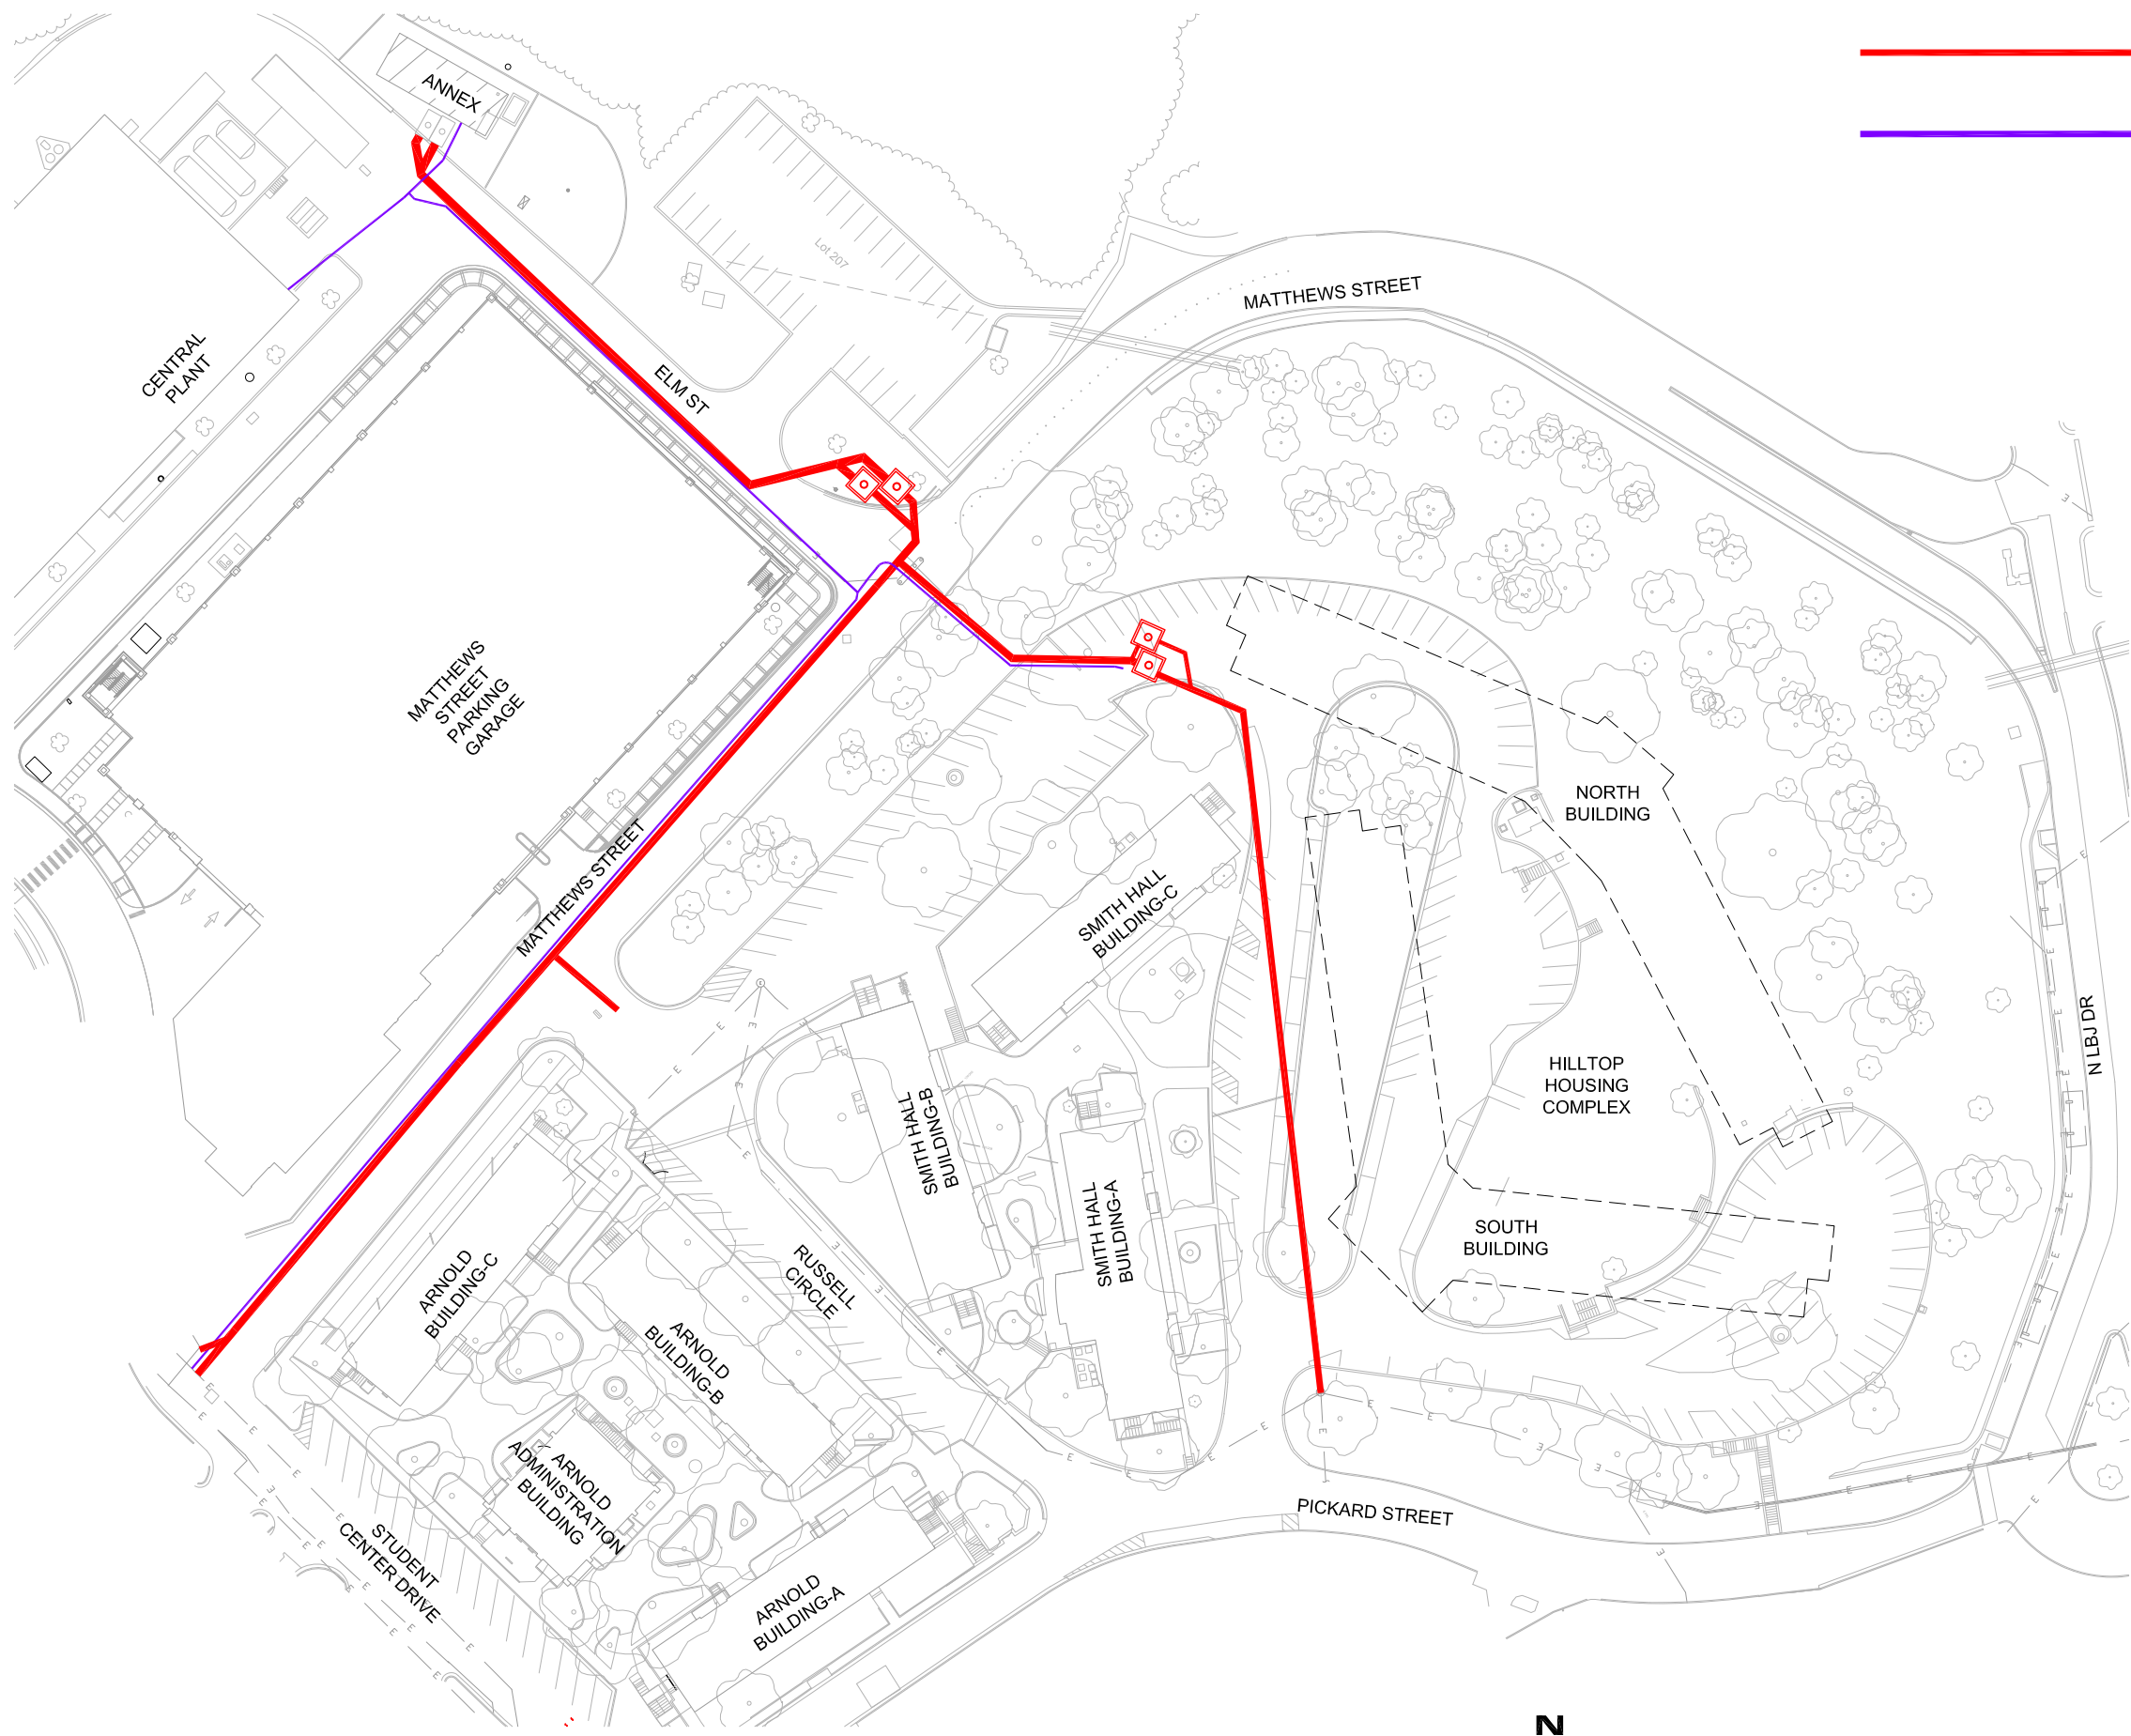 ANNEX
Lot 207
MATTHEWS STREET
CENTRAL
PLANT
ELM ST
MATTHEWS
STREET
PARKING
GARAGE
NORTH
BUILDING
MATTHEWS STREET
SMITH HALL
BUILDING-C
N LBJ DR
HILLTOP
HOUSING
COMPLEX
SMITH HALL
BUILDING-B
SMITH HALL
BUILDING-A
SOUTH
BUILDING
RUSSELL
CIRCLE
ARNOLD
BUILDING-C
ARNOLD
BUILDING-B
ARNOLD
ADMINISTRATION
BUILDING
PICKARD STREET
STUDENT
CENTER DRIVE
ARNOLD
BUILDING-A
N